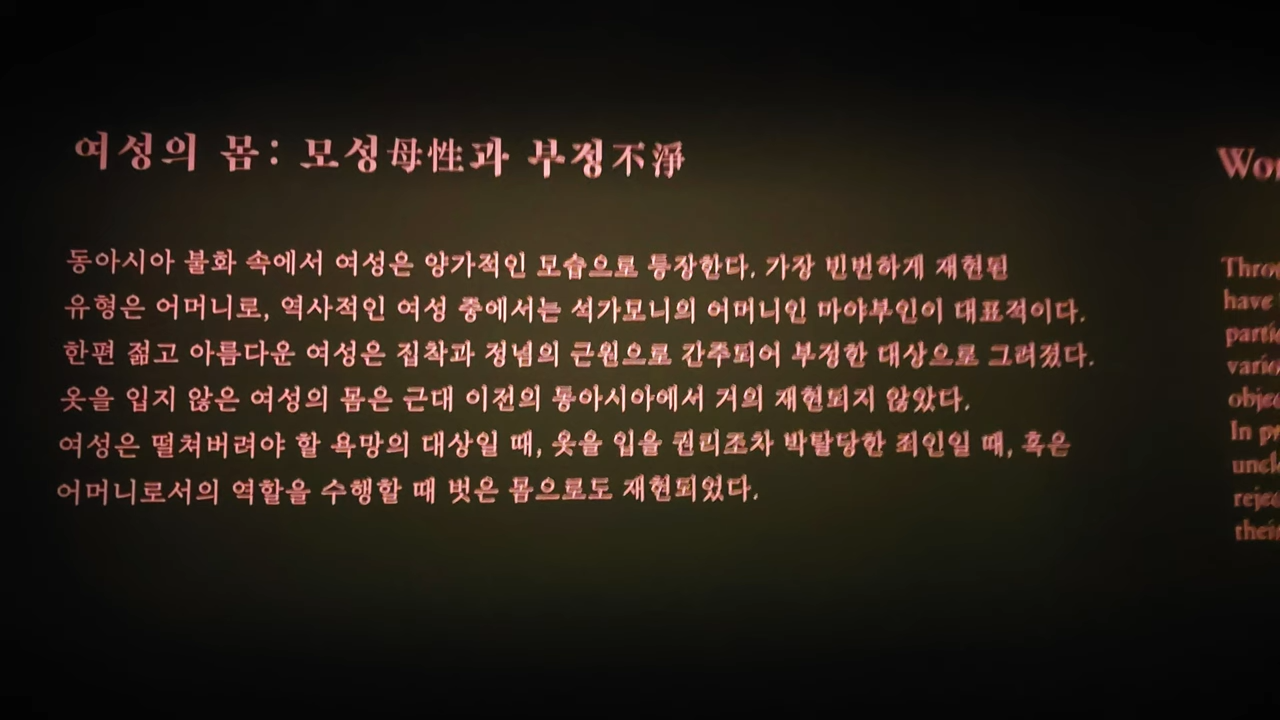 여성의 몸: 모성母性과 부정不淨
동아시아 불화 속에서 여성은 양가적인 모습으로 등장한다. 가장 빈번하게 재현된
유형은 어머니로, 역사적인 여성 중에서는 석가모니의 어머니인 마야부인이 대표적이다.
한편 젊고 아름다운 여성은 집착과 정념의 근원으로 간주되어 부정한 대상으로 그려졌다.
옷을 입지 않은 여성의 몸은 근대 이전의 동아시아에서 거의 재현되지 않았다.
여성은 떨쳐버려야 할 욕망의 대상일 때, 옷을 입을 권리조차 박탈당한 죄인일 때, 혹은
어머니로서의 역할을 수행할 때 벗은 몸으로도 재현되었다.
have